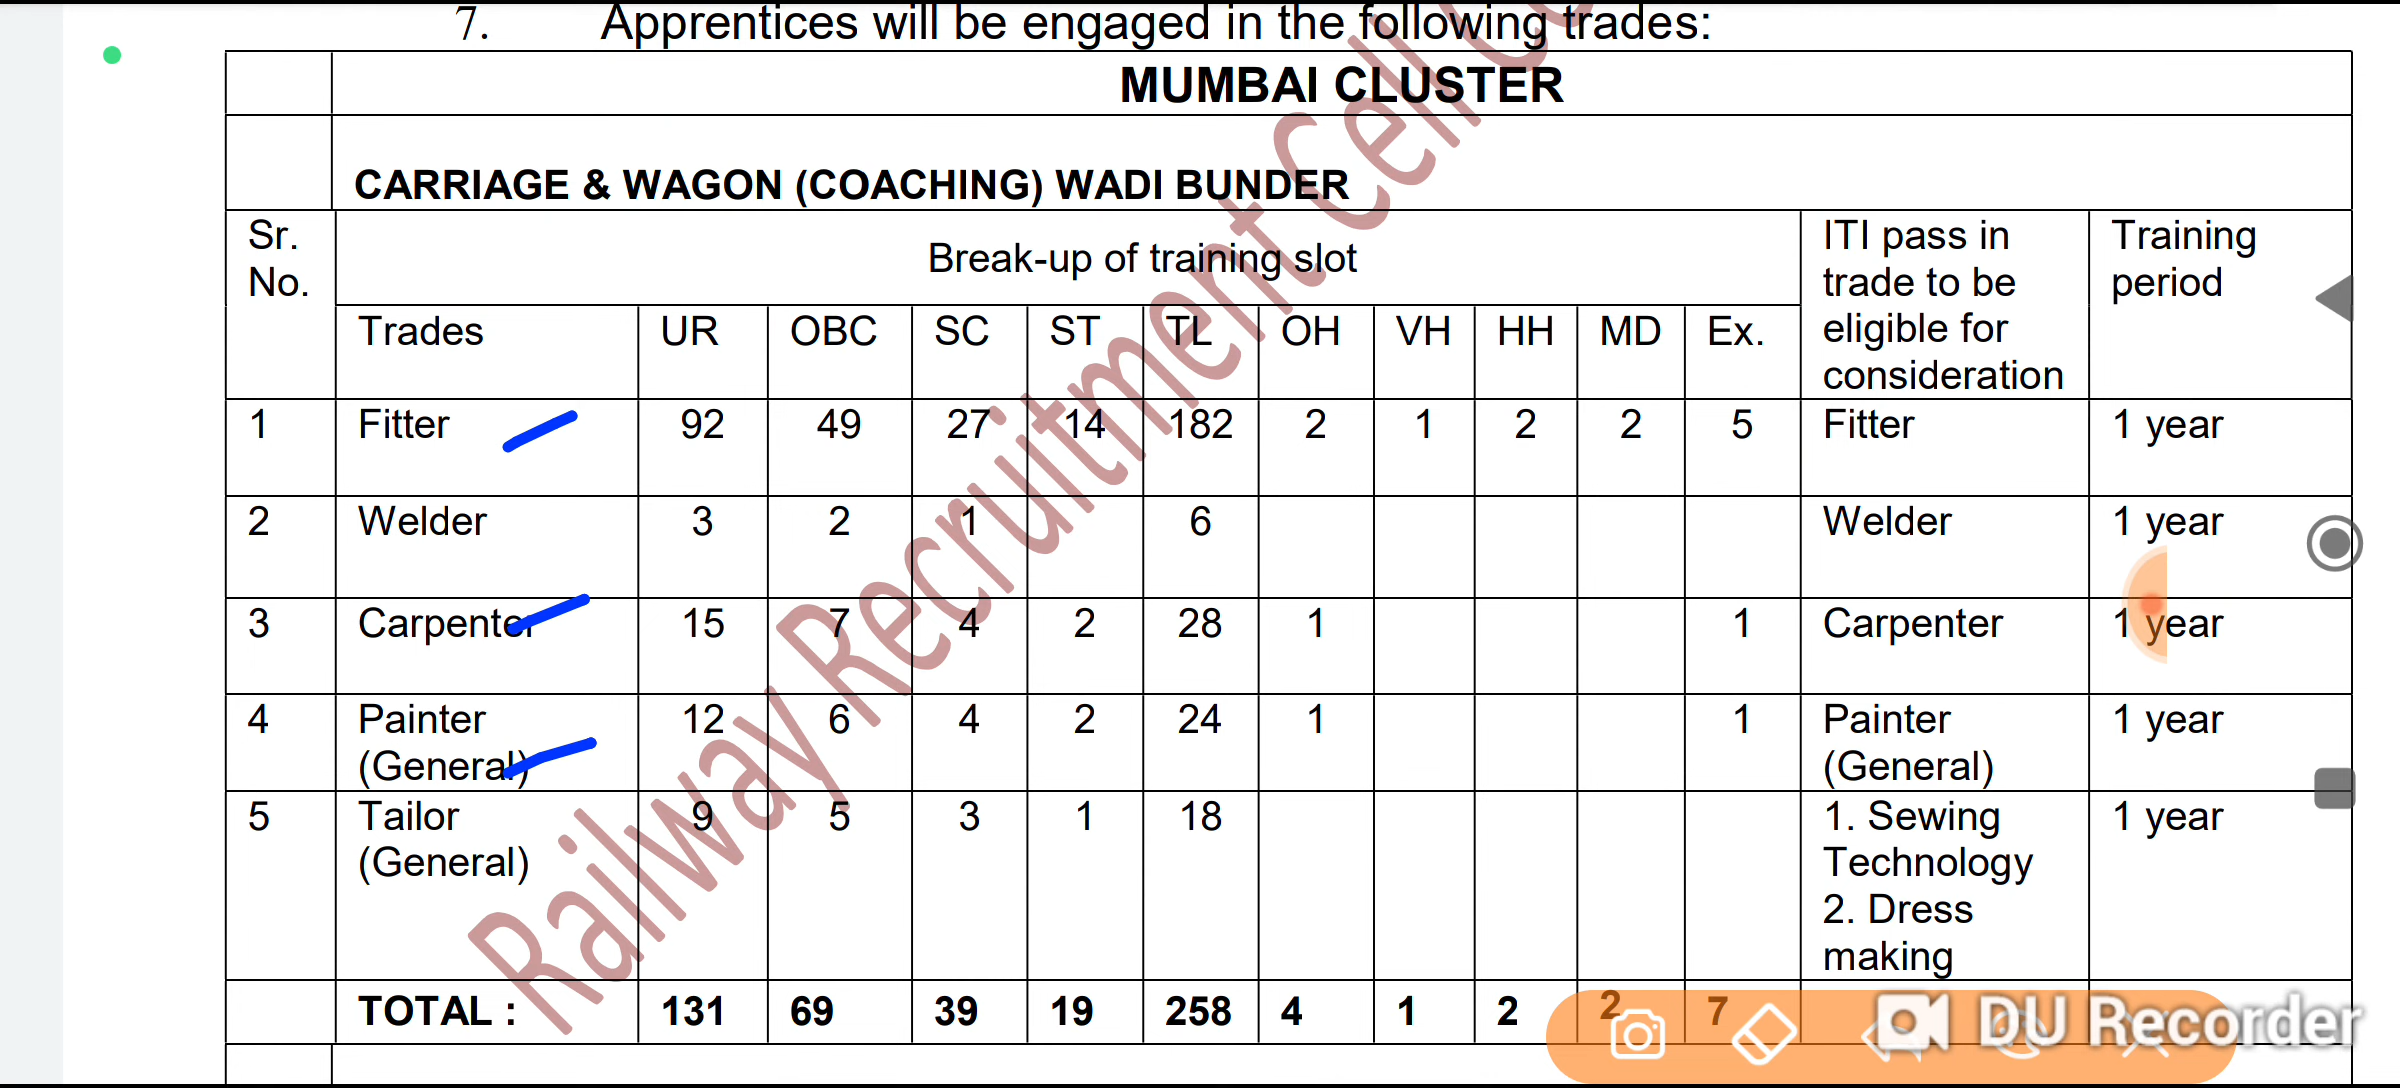 7. Apprentices will be engaged in the following trades:
MUMBAI CLUSTER
CARRIAGE & WAGON (COACHING) WADI BUNDER
Sr. No. Break-up of training slot ITI pass in trade to be eligible for consideration Training period
Trades UR OBC SC ST TL OH VH HH MD Ex.
1 Fitter 92 49 27 14 182 2 1 2 2 5 Fitter 1 year
2 Welder 3 2 1 6 Welder 1 year
3 Carpenter 15 7 4 2 28 1 1 Carpenter 1 year
4 Painter (General) 12 6 4 2 24 1 1 Painter (General) 1 year
5 Tailor (General) 9 5 3 1 18 1. Sewing Technology 2. Dress making 1 year
TOTAL : 131 69 39 19 258 4 1 2 2 7
Railway Recruitment Cell
DU Recorder